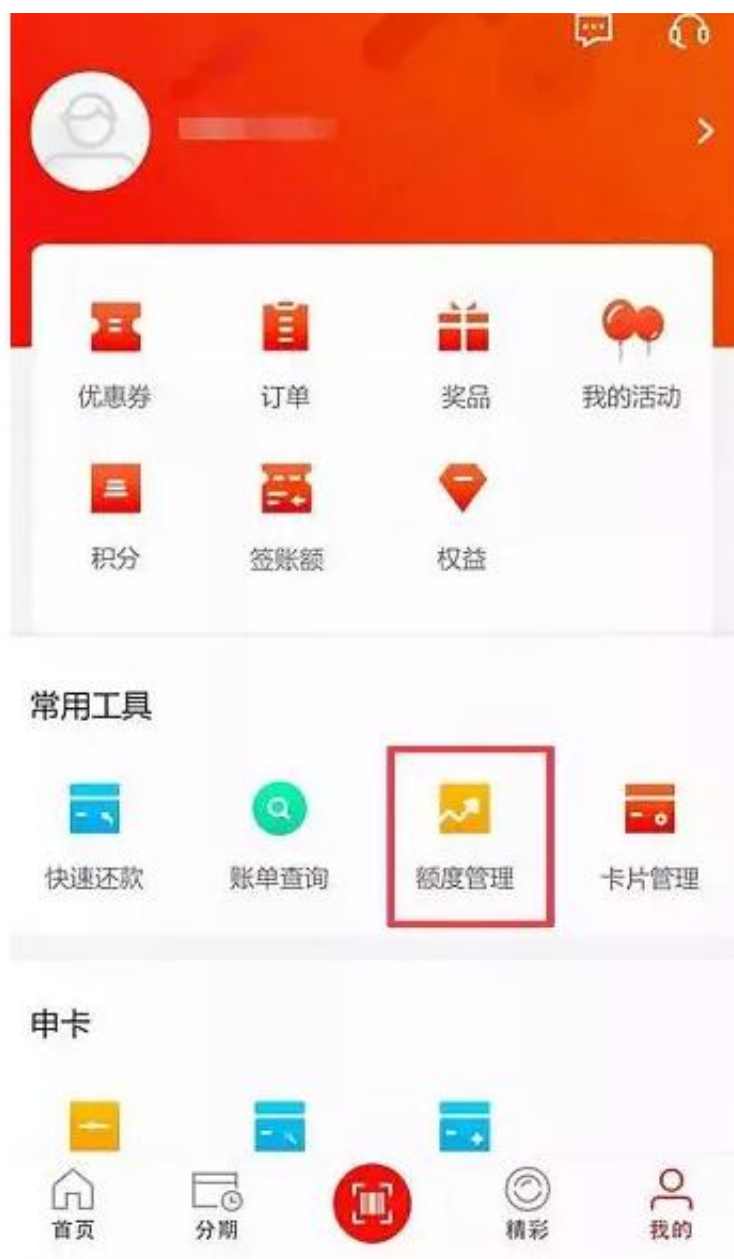 优惠券 订单 奖品 我的活动
积分 签账额 权益
常用工具
快速还款 账单查询 额度管理 卡片管理
申卡
首页 分期 精彩 我的